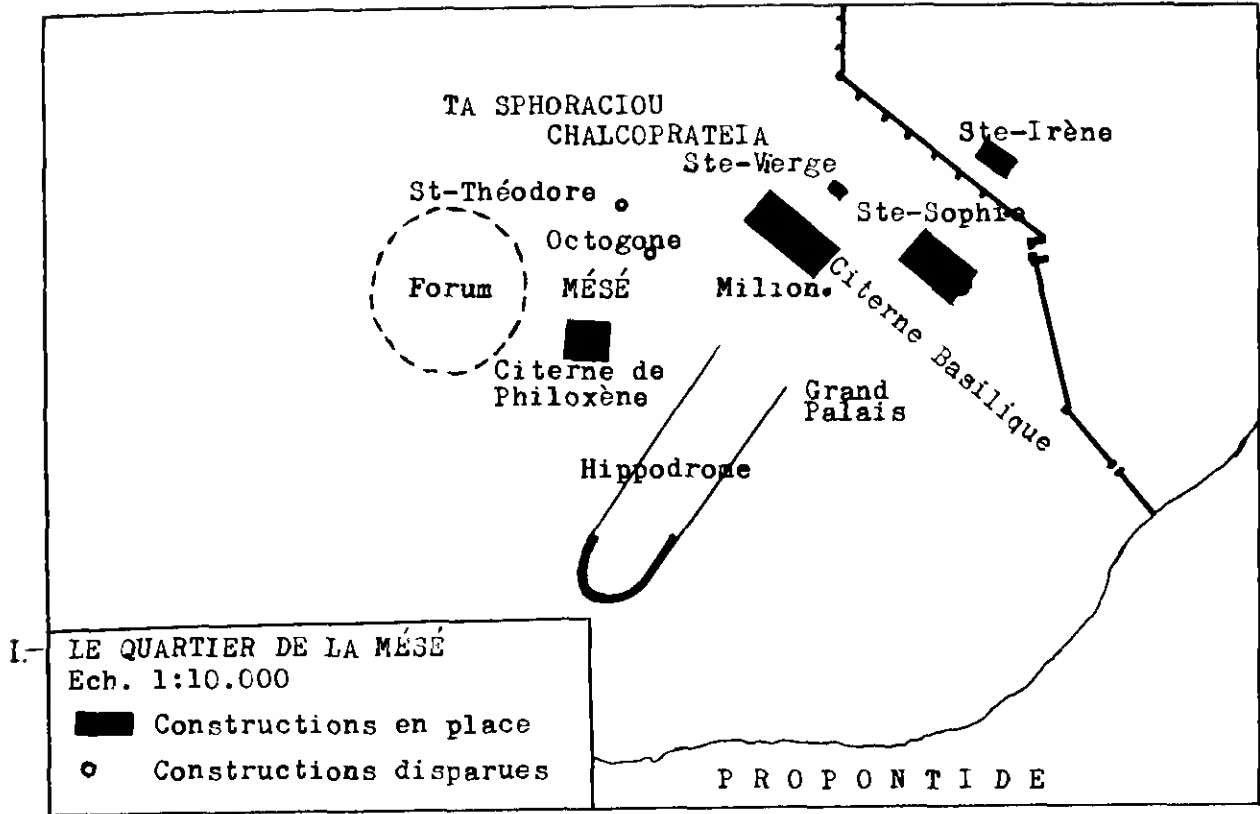 TA SPHORACIOU
CHALCOPRATEIA
Ste-Irène
Ste-Vierge
St-Théodore
Ste-Sophie
Octogone
Forum
MÉSÉ
Milion
Citerne Basilique
Citerne de
Philoxène
Grand
Palais
Hippodrome
I.- LE QUARTIER DE LA MÉSÉ
Ech. 1:10.000
Constructions en place
Constructions disparues
PROPONTIDE